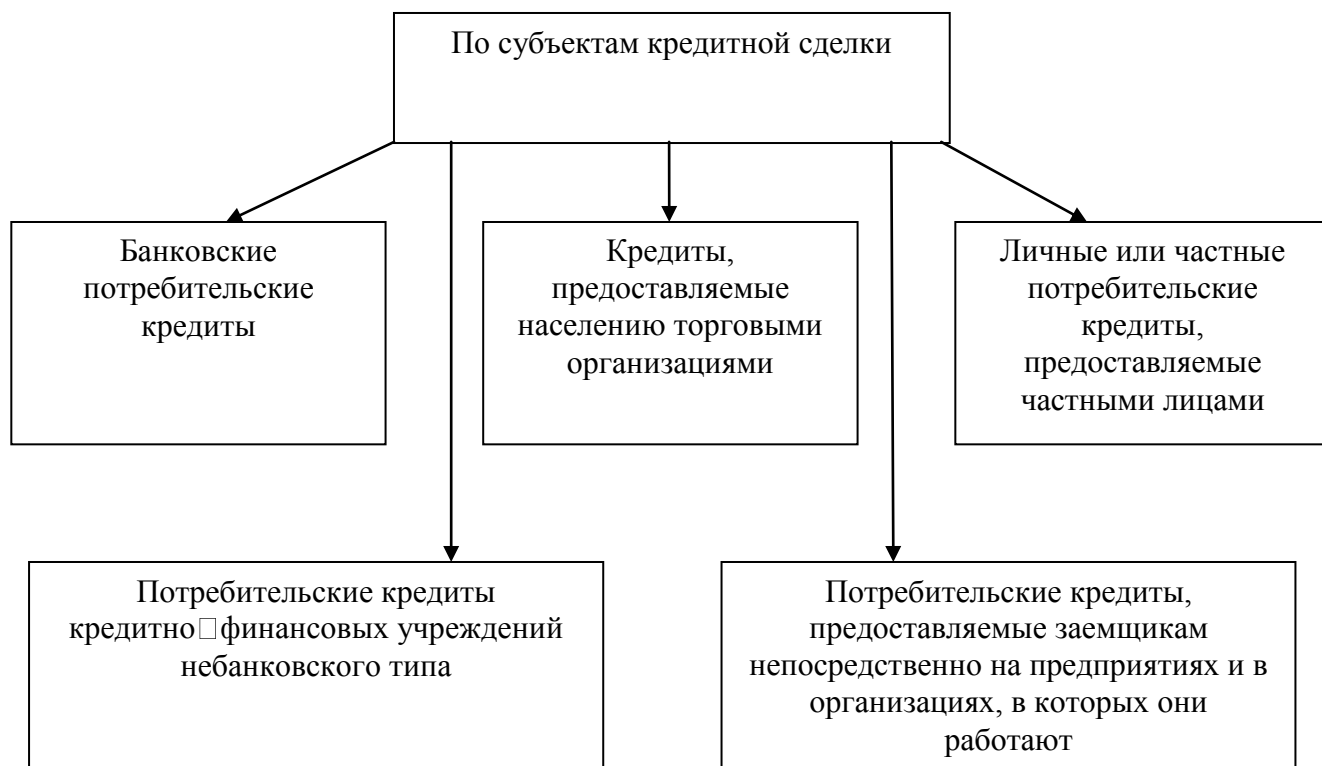 По субъектам кредитной сделки
Банковские
потребительские
кредиты
Кредиты,
предоставляемые
населению торговыми
организациями
Личные или частные
потребительские
кредиты,
предоставляемые
частными лицами
Потребительские кредиты
кредитно□финансовых учреждений
небанковского типа
Потребительские кредиты,
предоставляемые заемщикам
непосредственно на предприятиях и в
организациях, в которых они
работают